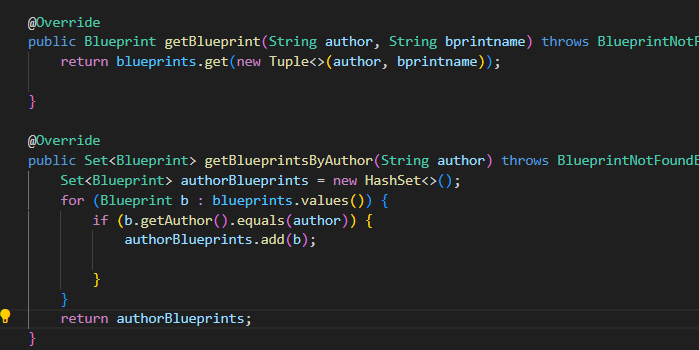 @Override
public Blueprint getBlueprint(String author, String bprintname) throws BlueprintNotF
return blueprints.get(new Tuple<>(author, bprintname));
}
@Override
public Set<Blueprint> getBlueprintsByAuthor(String author) throws BlueprintNotFoundE
Set<Blueprint> authorBlueprints = new HashSet<>();
for (Blueprint b : blueprints.values()) {
if (b.getAuthor().equals(author)) {
authorBlueprints.add(b);
}
}
return authorBlueprints;
}